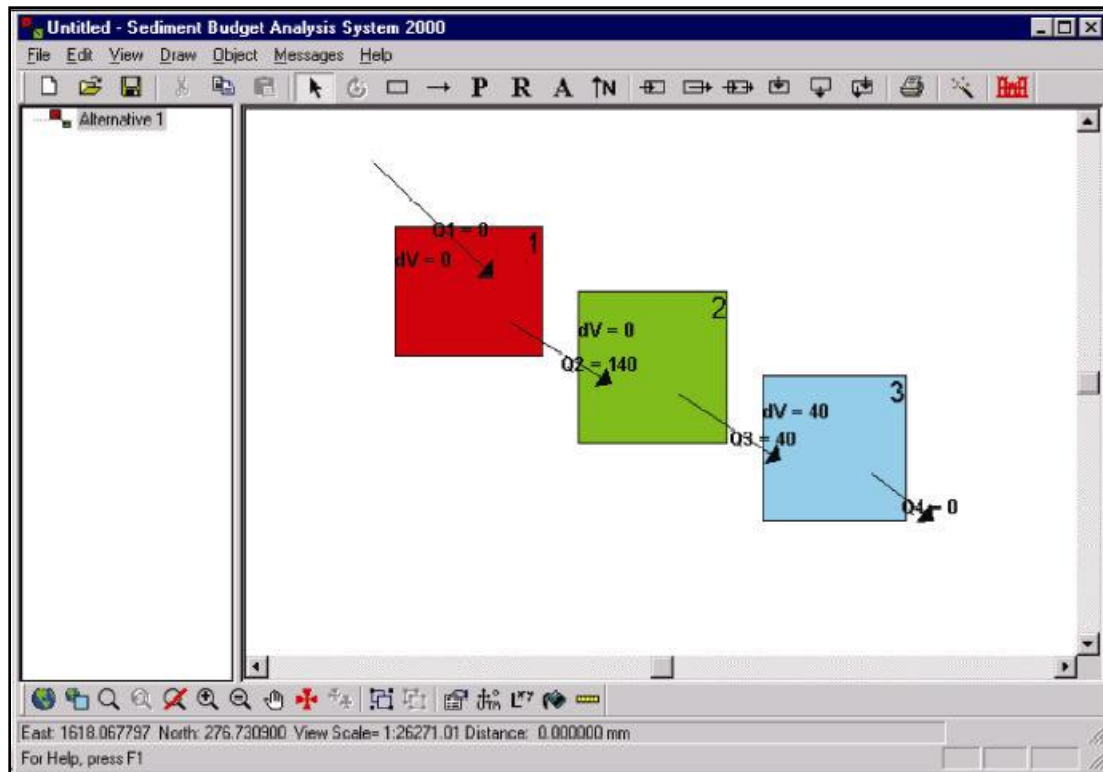 Untitled - Sediment Budget Analysis System 2000
File Edit View Draw Object Messages Help
P R A N
Alternative 1
Q1 = 0
1
dV = 0
2
dV = 0
Q2 = 140
3
dV = 40
Q3 = 40
Q4 = 0
East: 1618.067797 North: 276.730900 View Scale= 1:26271.01 Distance: 0.000000 mm
For Help, press F1